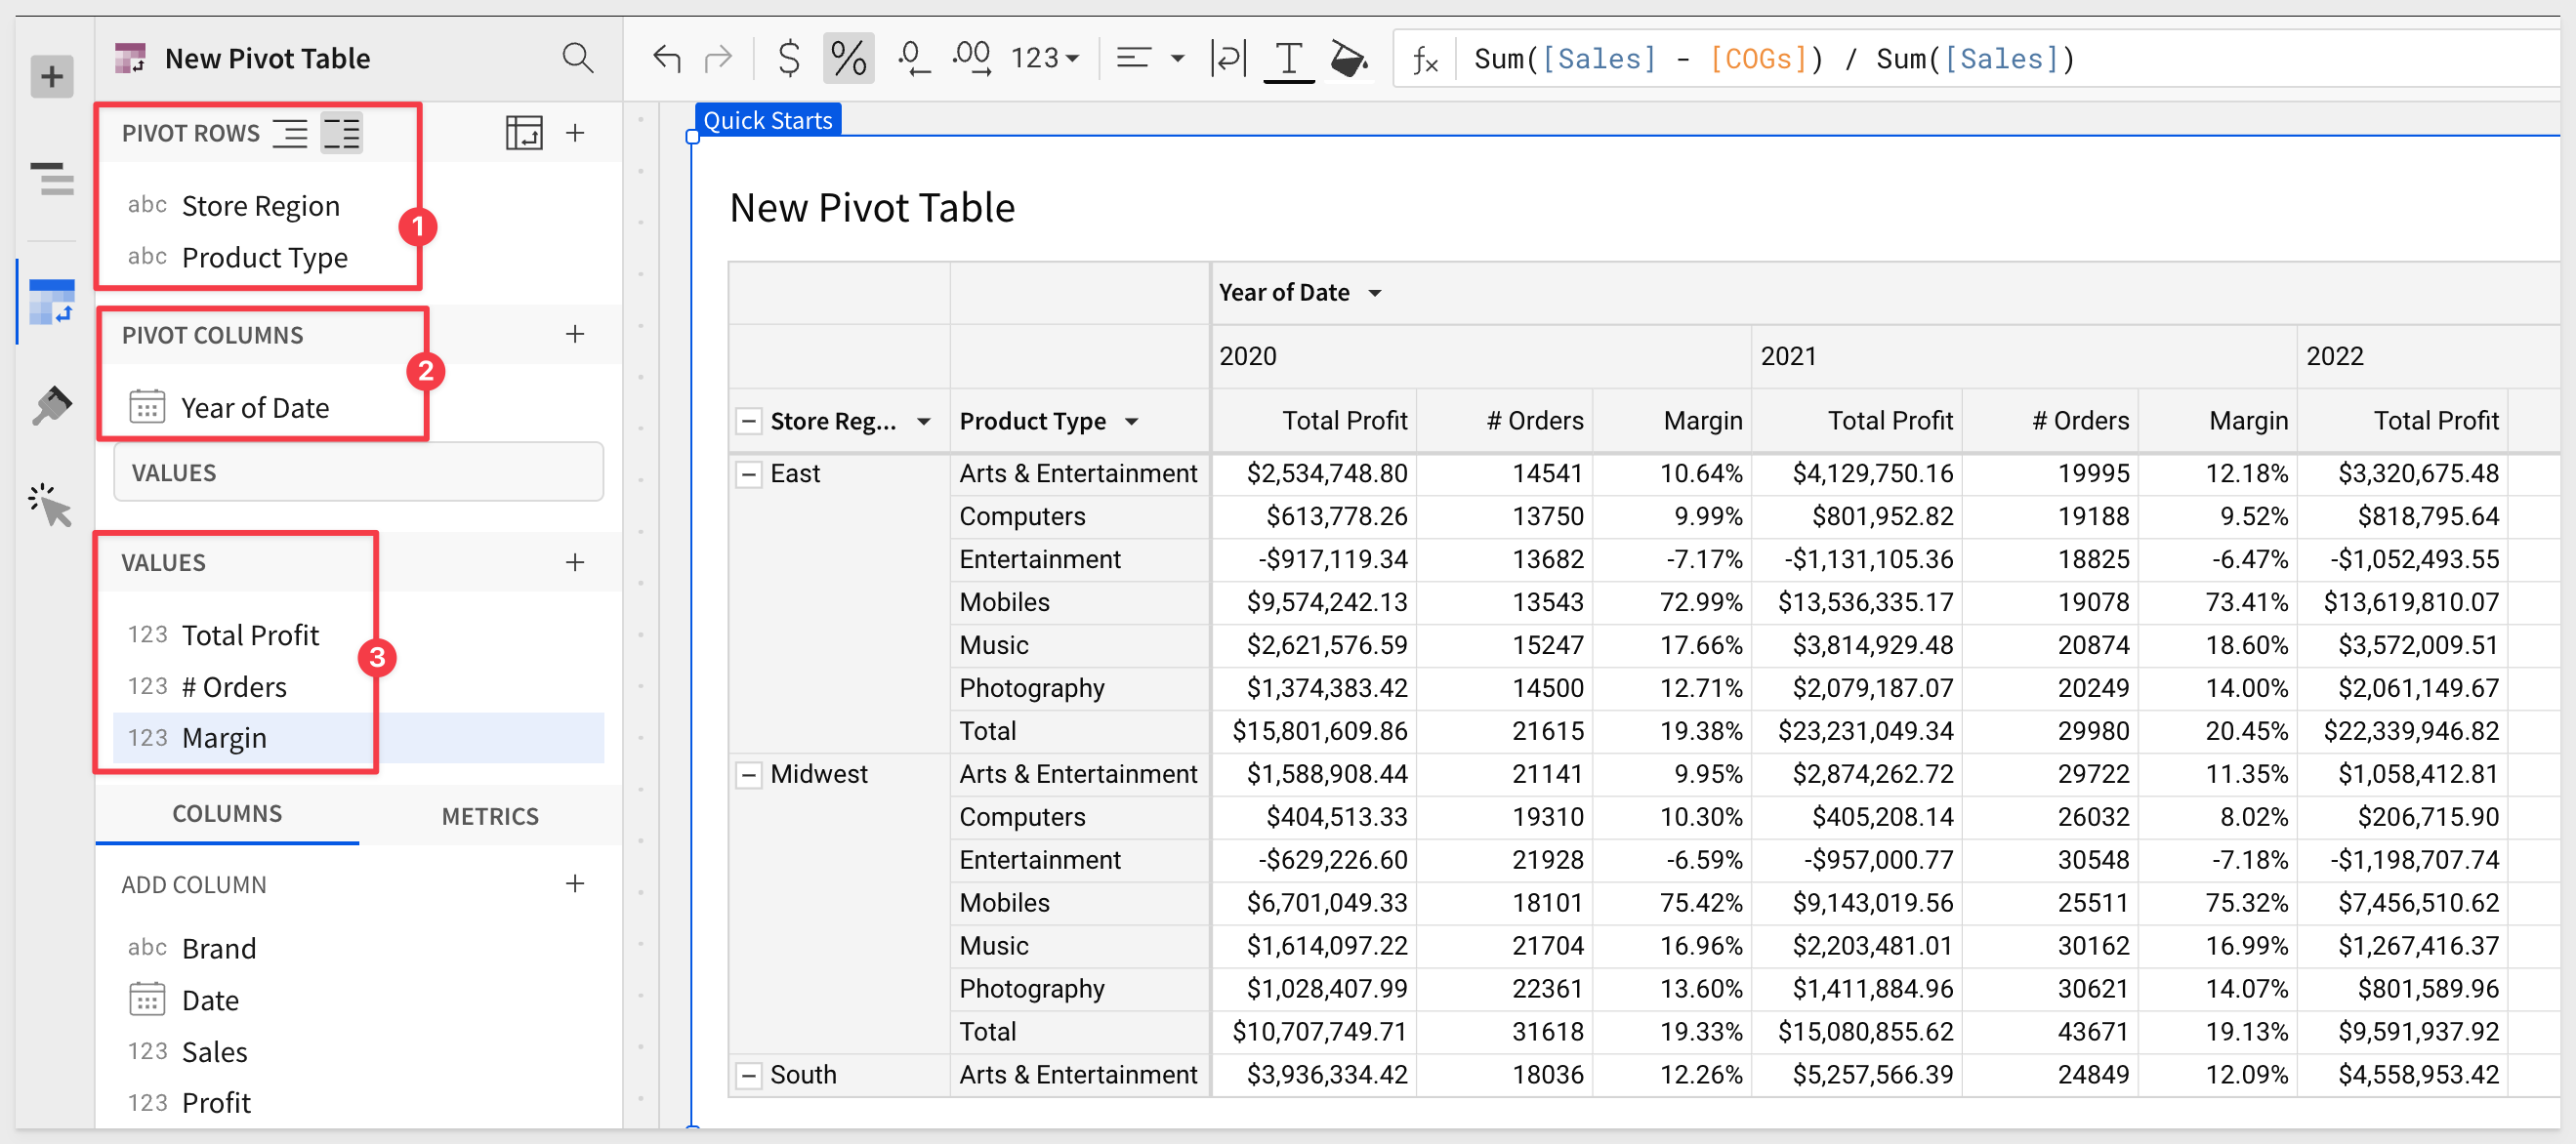 New Pivot Table
123
fx Sum([Sales] - [COGs]) / Sum([Sales])
PIVOT ROWS
abc Store Region
abc Product Type
1
PIVOT COLUMNS
Year of Date
2
VALUES
VALUES
123 Total Profit
123 # Orders
123 Margin
3
COLUMNS METRICS
ADD COLUMN
abc Brand
Date
123 Sales
123 Profit
Quick Starts
New Pivot Table
Year of Date
2020 2021 2022
Store Reg... Product Type Total Profit # Orders Margin Total Profit # Orders Margin Total Profit
East Arts & Entertainment $2,534,748.80 14541 10.64% $4,129,750.16 19995 12.18% $3,320,675.48
Computers $613,778.26 13750 9.99% $801,952.82 19188 9.52% $818,795.64
Entertainment -$917,119.34 13682 -7.17% -$1,131,105.36 18825 -6.47% -$1,052,493.55
Mobiles $9,574,242.13 13543 72.99% $13,536,335.17 19078 73.41% $13,619,810.07
Music $2,621,576.59 15247 17.66% $3,814,929.48 20874 18.60% $3,572,009.51
Photography $1,374,383.42 14500 12.71% $2,079,187.07 20249 14.00% $2,061,149.67
Total $15,801,609.86 21615 19.38% $23,231,049.34 29980 20.45% $22,339,946.82
Midwest Arts & Entertainment $1,588,908.44 21141 9.95% $2,874,262.72 29722 11.35% $1,058,412.81
Computers $404,513.33 19310 10.30% $405,208.14 26032 8.02% $206,715.90
Entertainment -$629,226.60 21928 -6.59% -$957,000.77 30548 -7.18% -$1,198,707.74
Mobiles $6,701,049.33 18101 75.42% $9,143,019.56 25511 75.32% $7,456,510.62
Music $1,614,097.22 21704 16.96% $2,203,481.01 30162 16.99% $1,267,416.37
Photography $1,028,407.99 22361 13.60% $1,411,884.96 30621 14.07% $801,589.96
Total $10,707,749.71 31618 19.33% $15,080,855.62 43671 19.13% $9,591,937.92
South Arts & Entertainment $3,936,334.42 18036 12.26% $5,257,566.39 24849 12.09% $4,558,953.42